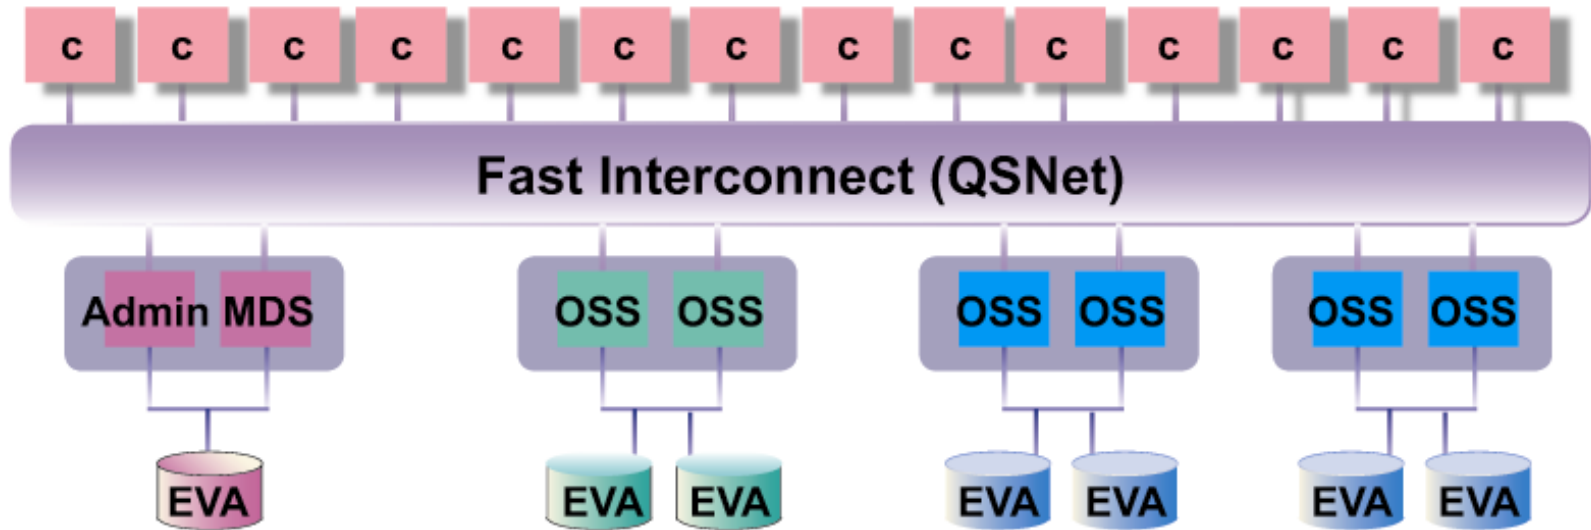 c c c c c c c c c c c c c c
Fast Interconnect (QSNet)
Admin MDS OSS OSS OSS OSS OSS OSS
EVA EVA EVA EVA EVA EVA EVA